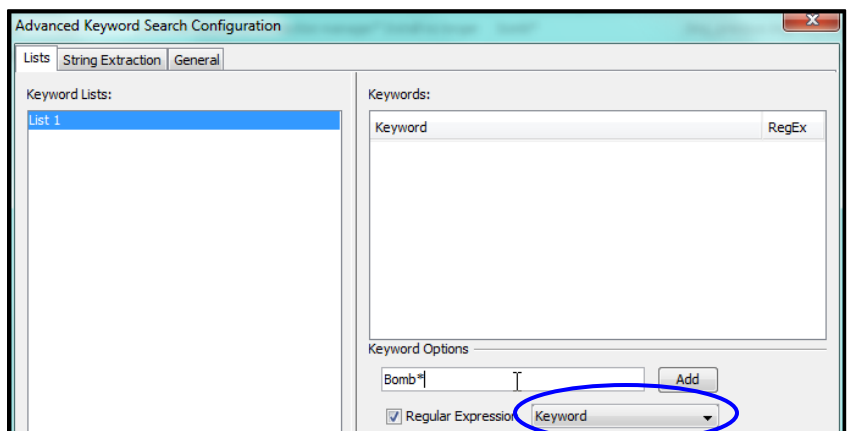 Advanced Keyword Search Configuration
Lists String Extraction General
Keyword Lists:
List 1
Keywords:
Keyword RegEx
Keyword Options
Bomb*
Add
Regular Expression Keyword